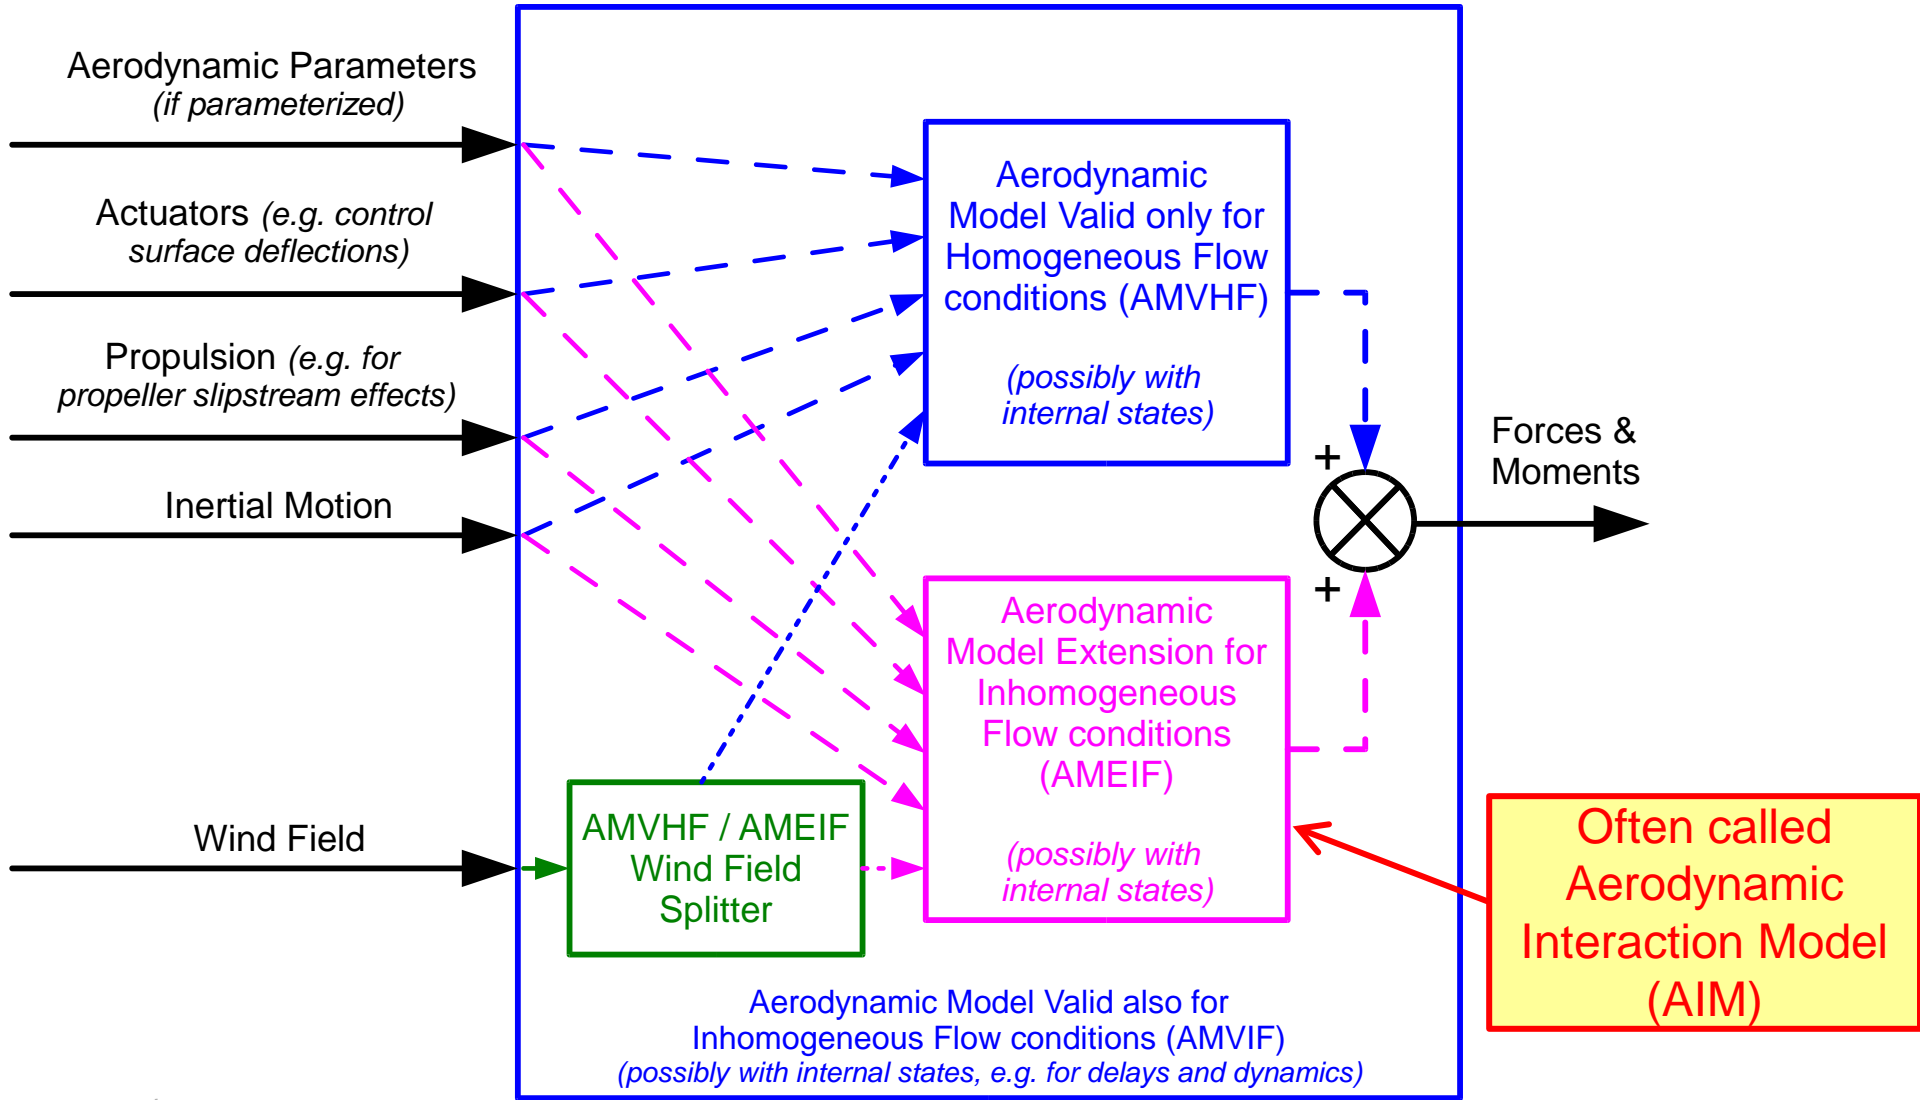 Aerodynamic Parameters
(if parameterized)
Actuators (e.g. control
surface deflections)
Propulsion (e.g. for
propeller slipstream effects)
Inertial Motion
Wind Field
Aerodynamic
Model Valid only for
Homogeneous Flow
conditions (AMVHF)
(possibly with
internal states)
+
+
Forces &
Moments
Aerodynamic
Model Extension for
Inhomogeneous
Flow conditions
(AMEIF)
(possibly with
internal states)
AMVHF / AMEIF
Wind Field
Splitter
Often called
Aerodynamic
Interaction Model
(AIM)
Aerodynamic Model Valid also for
Inhomogeneous Flow conditions (AMVIF)
(possibly with internal states, e.g. for delays and dynamics)